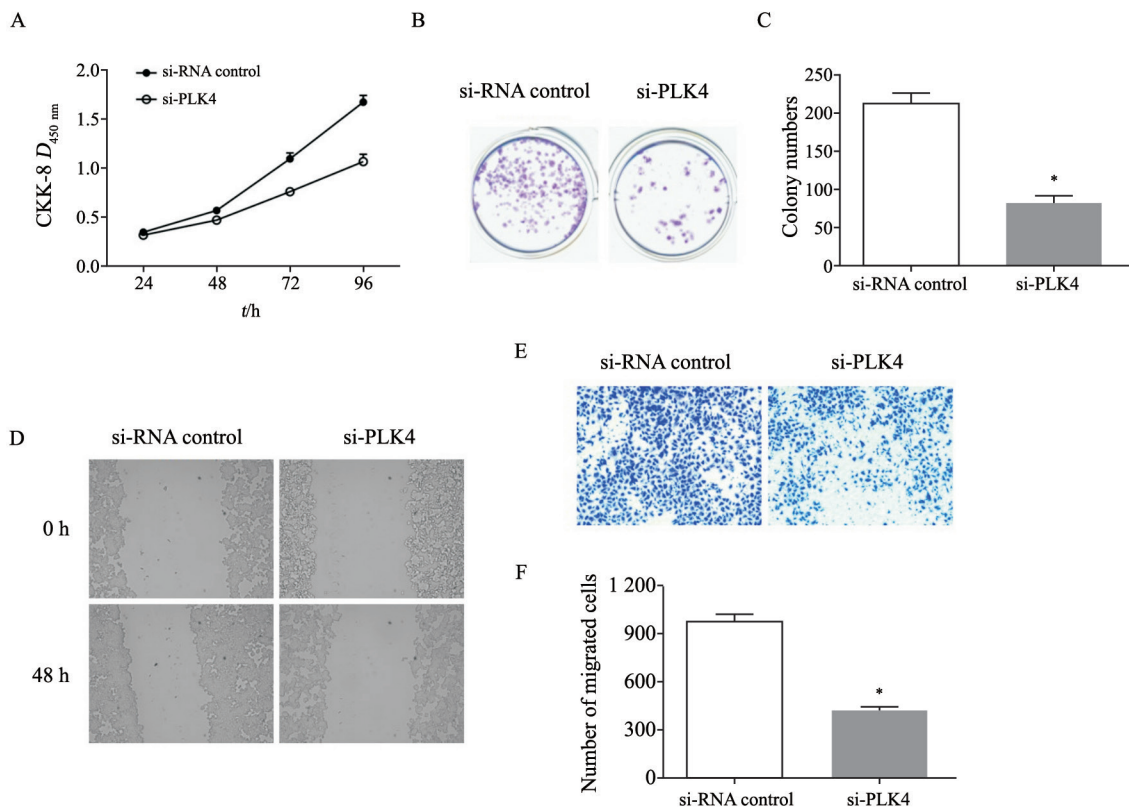 A
si-RNA control
si-PLK4
CKK-8 D450 nm
2.0
1.5
1.0
0.5
0.0
24 48 72 96
t/h
B
si-RNA control si-PLK4
C
Colony numbers
250
200
150
100
50
0
*
si-RNA control si-PLK4
D
si-RNA control si-PLK4
0 h
48 h
E
si-RNA control si-PLK4
F
Number of migrated cells
1 200
900
600
300
0
*
si-RNA control si-PLK4